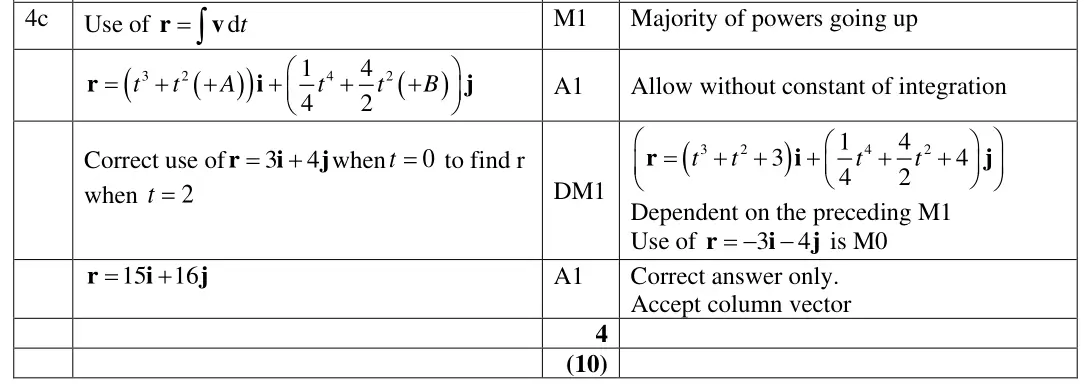 4c Use of r = ∫ v dt M1 Majority of powers going up
r = (t³ + t² (+A))i + (1/4 t⁴ + 4/2 t² (+B))j A1 Allow without constant of integration
Correct use of r = 3i + 4j when t = 0 to find r
when t = 2
DM1
(r = (t³ + t² + 3)i + (1/4 t⁴ + 4/2 t² + 4)j)
Dependent on the preceding M1
Use of r = −3i − 4j is M0
r = 15i + 16j A1 Correct answer only.
Accept column vector
4
(10)